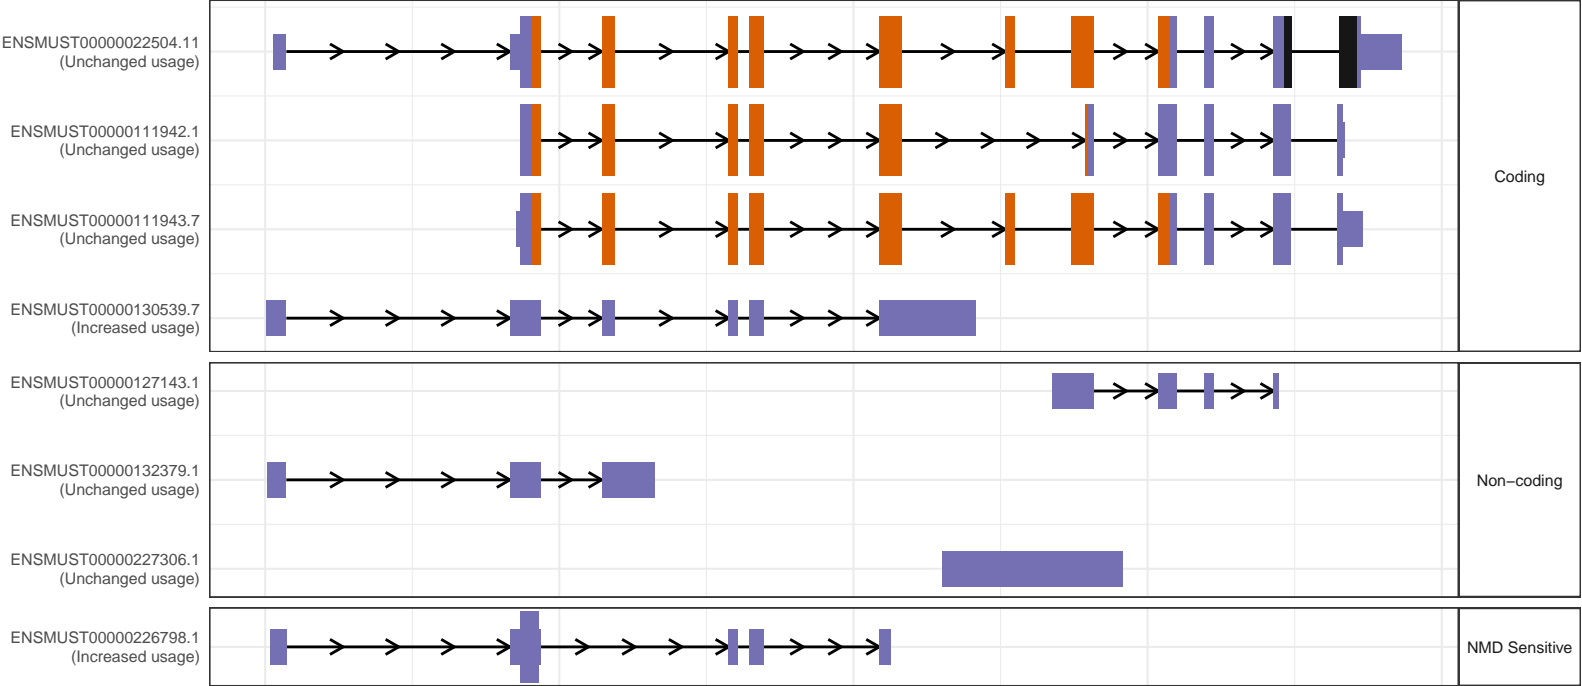 ENSMUST00000022504.11
(Unchanged usage)
ENSMUST00000111942.1
(Unchanged usage)
ENSMUST00000111943.7
(Unchanged usage)
ENSMUST00000130539.7
(Increased usage)
Coding
ENSMUST00000127143.1
(Unchanged usage)
ENSMUST00000132379.1
(Unchanged usage)
ENSMUST00000227306.1
(Unchanged usage)
Non−coding
ENSMUST00000226798.1
(Increased usage)
NMD Sensitive